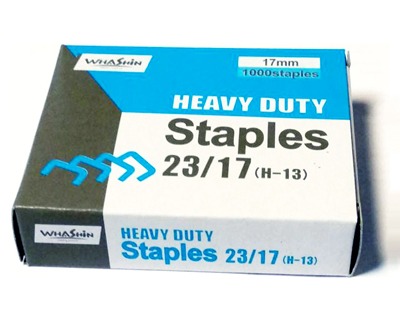 WHASHIN
17mm
1000staples
HEAVY DUTY
Staples
23/17 (H-13)
WHASHIN
HEAVY DUTY
Staples 23/17 (H-13)